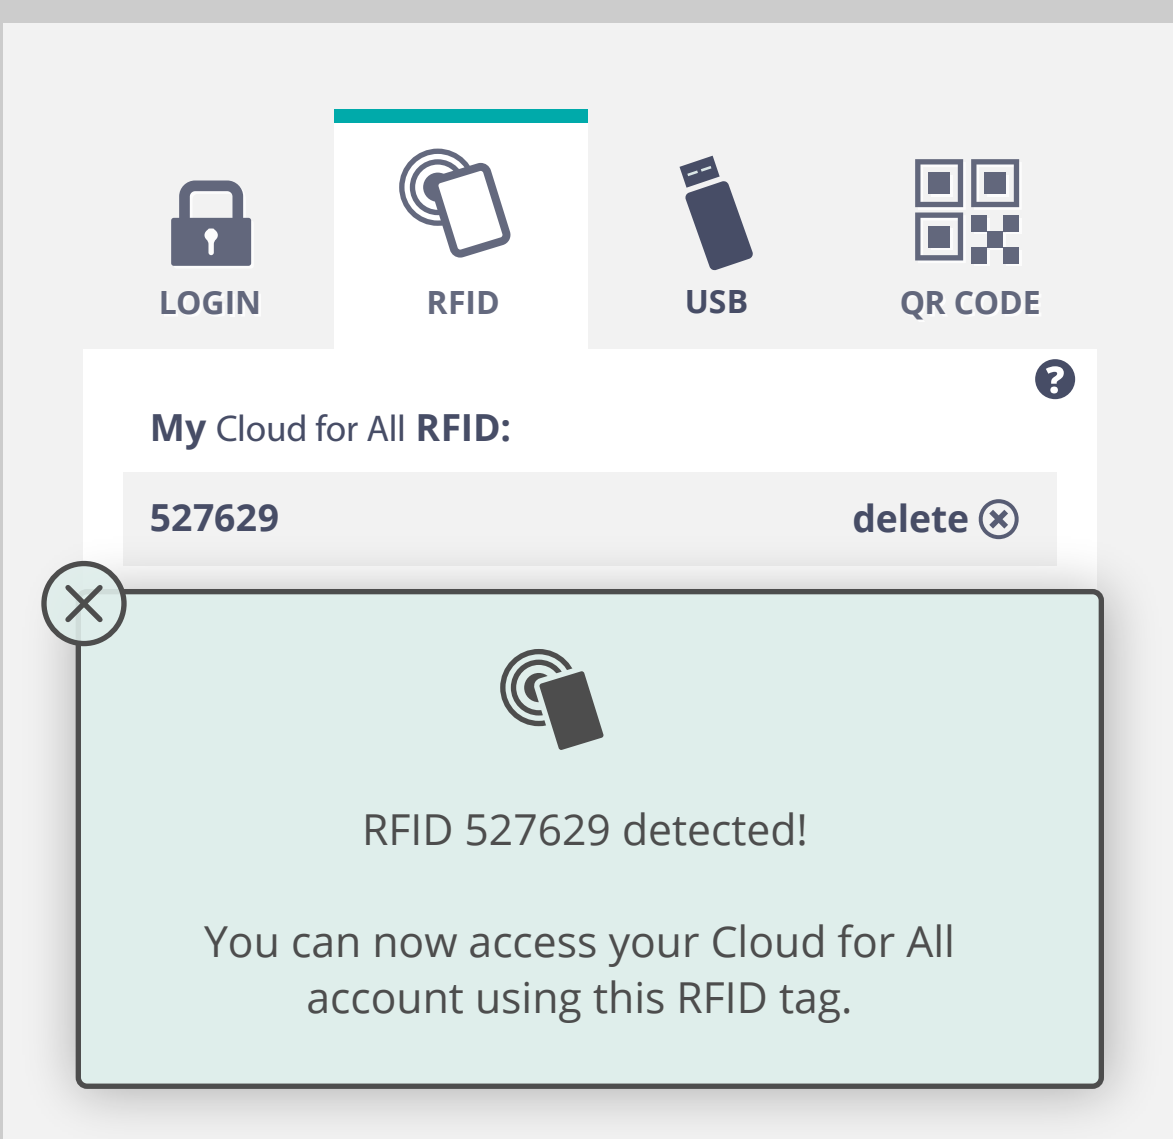 LOGIN
RFID
USB
QR CODE
?
My Cloud for All RFID:
527629
delete
RFID 527629 detected!
You can now access your Cloud for All
account using this RFID tag.